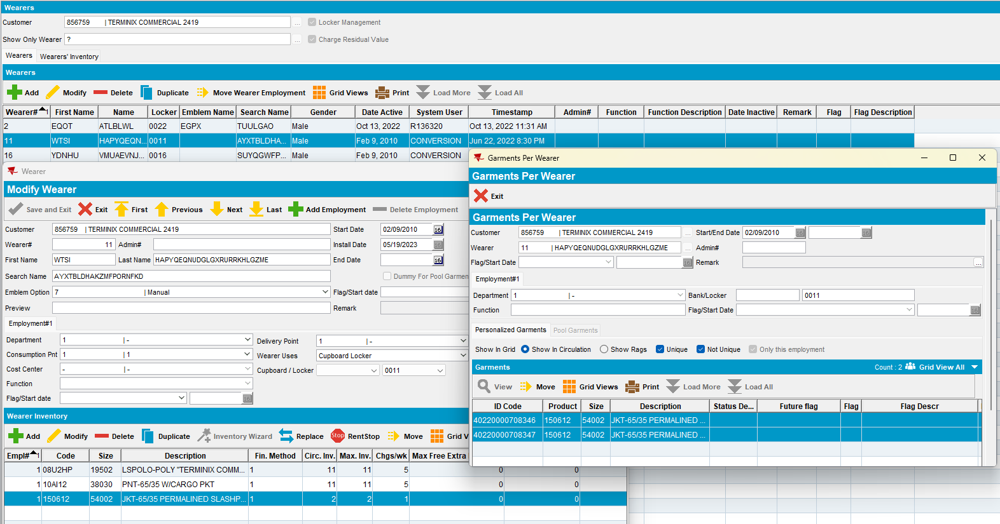 Wearers
Customer 856759 | TERMINIX COMMERCIAL 2419 ... Locker Management
Show Only Wearer ? ... Charge Residual Value
Wearers Wearers' Inventory
Wearers
Add Modify Delete Duplicate Move Wearer Employment Grid Views Print Load More Load All
Wearer# 1 First Name Name Locker Emblem Name Search Name Gender Date Active System User Timestamp Admin# Function Function Description Date Inactive Remark Flag Flag Description
2 EQOT ATLBLWL 0022 EGPX TUULGAO Male Oct 13, 2022 R136320 Oct 13, 2022 11:31 AM
11 WTSI HAPYQEQN... 0011 AYXTBLDHA... Male Feb 9, 2010 CONVERSION Jun 22, 2022 8:30 PM
16 YDNHU VMUAEVNJ... 0016 SUYQGWFP... Male Feb 9, 2010 CONVERSION
Wearer
Modify Wearer
Save and Exit Exit First Previous Next Last Add Employment Delete Employment
Customer 856759 | TERMINIX COMMERCIAL 2419 Start Date 02/09/2010 16
Wearer# 11 Admin# Install Date 05/19/2023 16
First Name WTSI Last Name HAPYQEQNUDGLGXRURRKHLGZME End Date 16
Search Name AYXTBLDHAKZMFPORNFKD Dummy For Pool Garmen
Emblem Option 7 | Manual Flag/Start date
Preview Remark
Employment#1
Department 1 | - Delivery Point 1 | -
Consumption Pnt 1 | 1 Wearer Uses Cupboard Locker
Cost Center - | - Cupboard / Locker 0011
Function
Flag/Start date 16
Wearer Inventory
Add Modify Delete Duplicate Inventory Wizard Replace Stop RentStop Move Grid V
Empl# 1 Code Size Description Fin. Method Circ. Inv. Max. Inv. Chgs/wk Max Free Extra
1 08U2HP 19502 LSPOLO-POLY "TERMINIX COMM... 1 11 11 5 0 0
1 10AI12 38030 PNT-65/35 W/CARGO PKT 1 11 11 5 0 0
1 150612 54002 JKT-65/35 PERMALINED SLASHP... 1 2 2 1 0 0
Garments Per Wearer
Garments Per Wearer
Exit
Garments Per Wearer
Customer 856759 | TERMINIX COMMERCIAL 2419 ... Start/End Date 02/09/2010 16 16
Wearer 11 | HAPYQEQNUDGLGXRURRKHLGZME ... Admin#
Flag/Start Date 16 Remark ...
Employment#1
Department 1 | - Bank/Locker 0011
Function Flag/Start Date 16
Personalized Garments Pool Garments
Show In Grid Show In Circulation Show Rags Unique Not Unique Only this employment
Garments Count : 2 Grid View All
View Move Grid Views Print Load More Load All
ID Code Product Size Description Status De... Future flag Flag Flag Descr
40220000708346 150612 54002 JKT-65/35 PERMALINED ...
40220000708347 150612 54002 JKT-65/35 PERMALINED ...